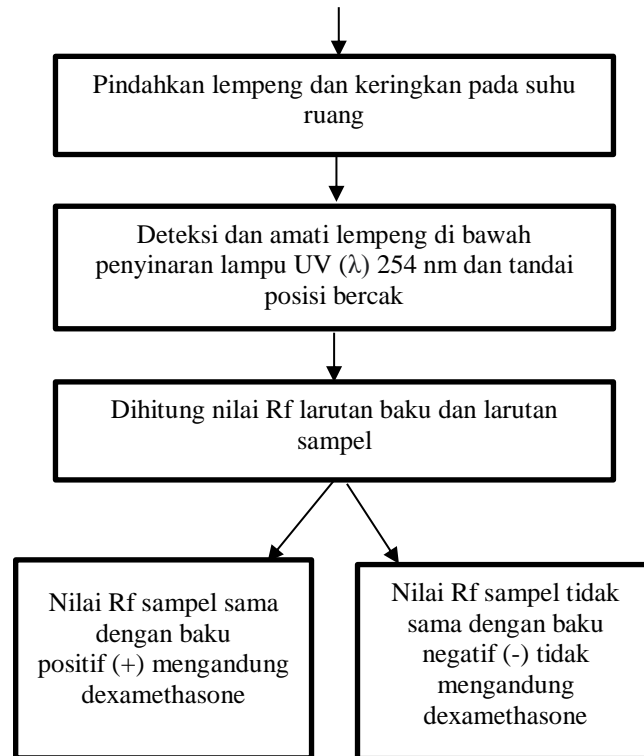 Pindahkan lempeng dan keringkan pada suhu
ruang
Deteksi dan amati lempeng di bawah
penyinaran lampu UV (λ) 254 nm dan tandai
posisi bercak
Dihitung nilai Rf larutan baku dan larutan
sampel
Nilai Rf sampel sama
dengan baku
positif (+) mengandung
dexamethasone
Nilai Rf sampel tidak
sama dengan baku
negatif (-) tidak
mengandung
dexamethasone